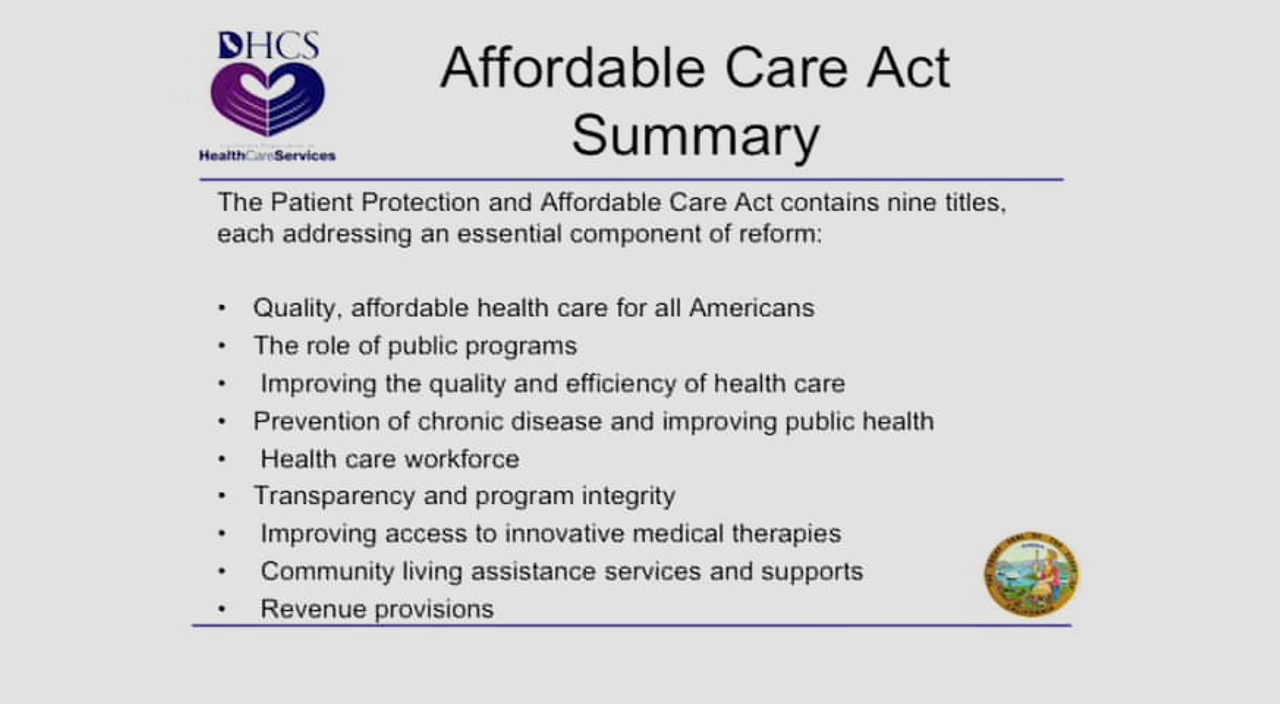 DHCS
HealthCareServices
Affordable Care Act
Summary
The Patient Protection and Affordable Care Act contains nine titles,
each addressing an essential component of reform:
• Quality, affordable health care for all Americans
• The role of public programs
• Improving the quality and efficiency of health care
• Prevention of chronic disease and improving public health
• Health care workforce
• Transparency and program integrity
• Improving access to innovative medical therapies
• Community living assistance services and supports
• Revenue provisions